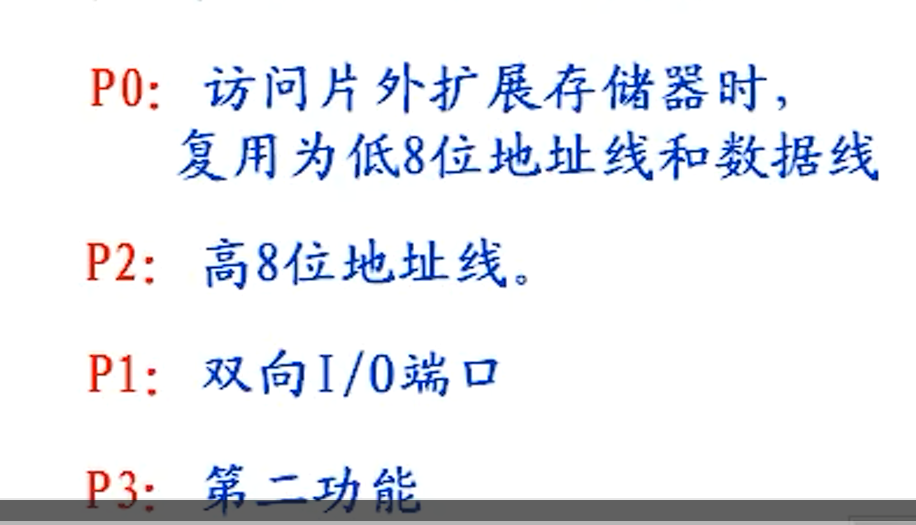 P0: 访问片外扩展存储器时,
复用为低8位地址线和数据线
P2: 高8位地址线。
P1: 双向I/O端口
P3: 第二功能